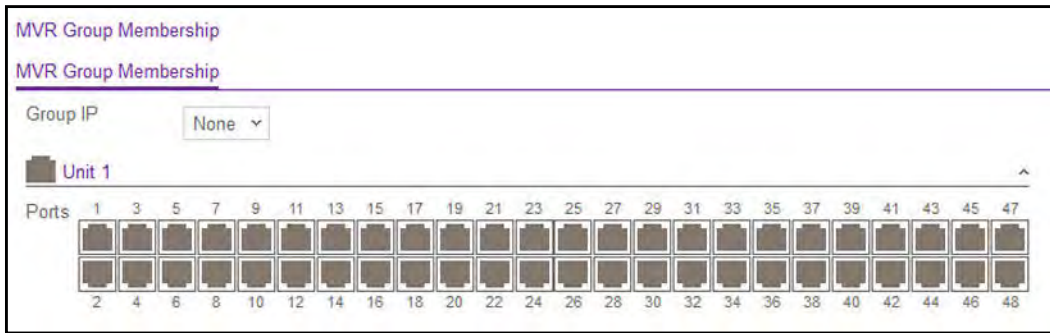 MVR Group Membership
MVR Group Membership
Group IP None
Unit 1
Ports 1 3 5 7 9 11 13 15 17 19 21 23 25 27 29 31 33 35 37 39 41 43 45 47
2 4 6 8 10 12 14 16 18 20 22 24 26 28 30 32 34 36 38 40 42 44 46 48